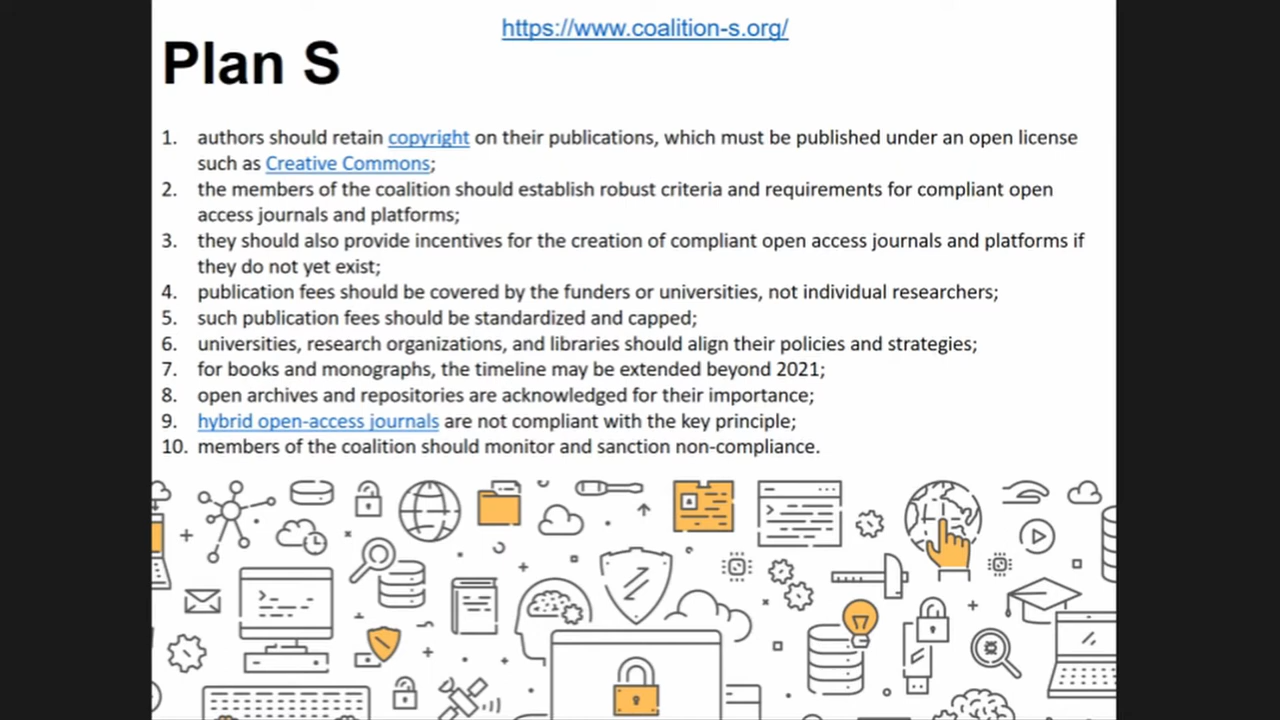 https://www.coalition-s.org/
Plan S
1. authors should retain copyright on their publications, which must be published under an open license
such as Creative Commons;
2. the members of the coalition should establish robust criteria and requirements for compliant open
access journals and platforms;
3. they should also provide incentives for the creation of compliant open access journals and platforms if
they do not yet exist;
4. publication fees should be covered by the funders or universities, not individual researchers;
5. such publication fees should be standardized and capped;
6. universities, research organizations, and libraries should align their policies and strategies;
7. for books and monographs, the timeline may be extended beyond 2021;
8. open archives and repositories are acknowledged for their importance;
9. hybrid open-access journals are not compliant with the key principle;
10. members of the coalition should monitor and sanction non-compliance.